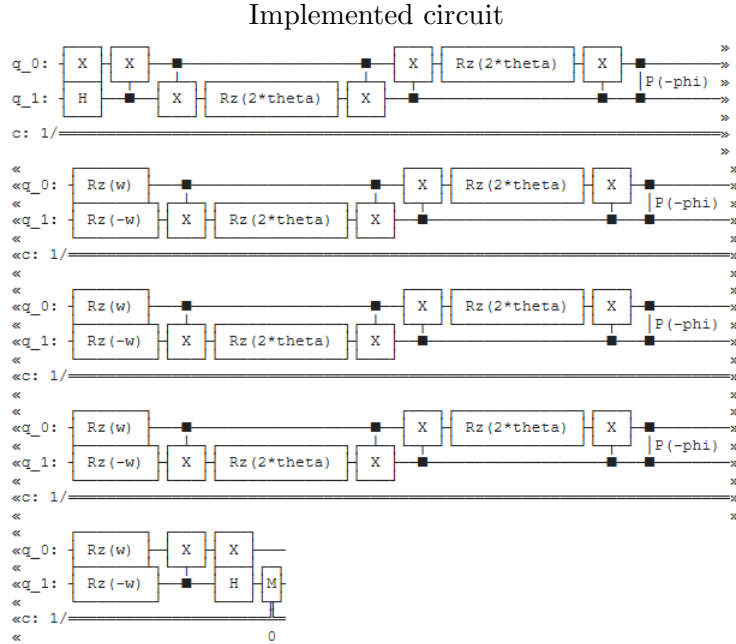 Implemented circuit
»
q_0: X X ■ ■ X Rz(2*theta) X ■ »
q_1: H ■ X Rz(2*theta) X ■ ■ ■ P(-phi) »
»
c: 1/ »
»
«
«q_0: Rz(w) ■ ■ X Rz(2*theta) X ■ »
«q_1: Rz(-w) X Rz(2*theta) X ■ ■ ■ P(-phi) »
« »
«c: 1/ »
« »
«
«q_0: Rz(w) ■ ■ X Rz(2*theta) X ■ »
«q_1: Rz(-w) X Rz(2*theta) X ■ ■ ■ P(-phi) »
« »
«c: 1/ »
« »
«
«q_0: Rz(w) ■ ■ X Rz(2*theta) X ■ »
«q_1: Rz(-w) X Rz(2*theta) X ■ ■ ■ P(-phi) »
« »
«c: 1/ »
« »
«
«q_0: Rz(w) X X
«q_1: Rz(-w) ■ H M
«
«c: 1/
« 0